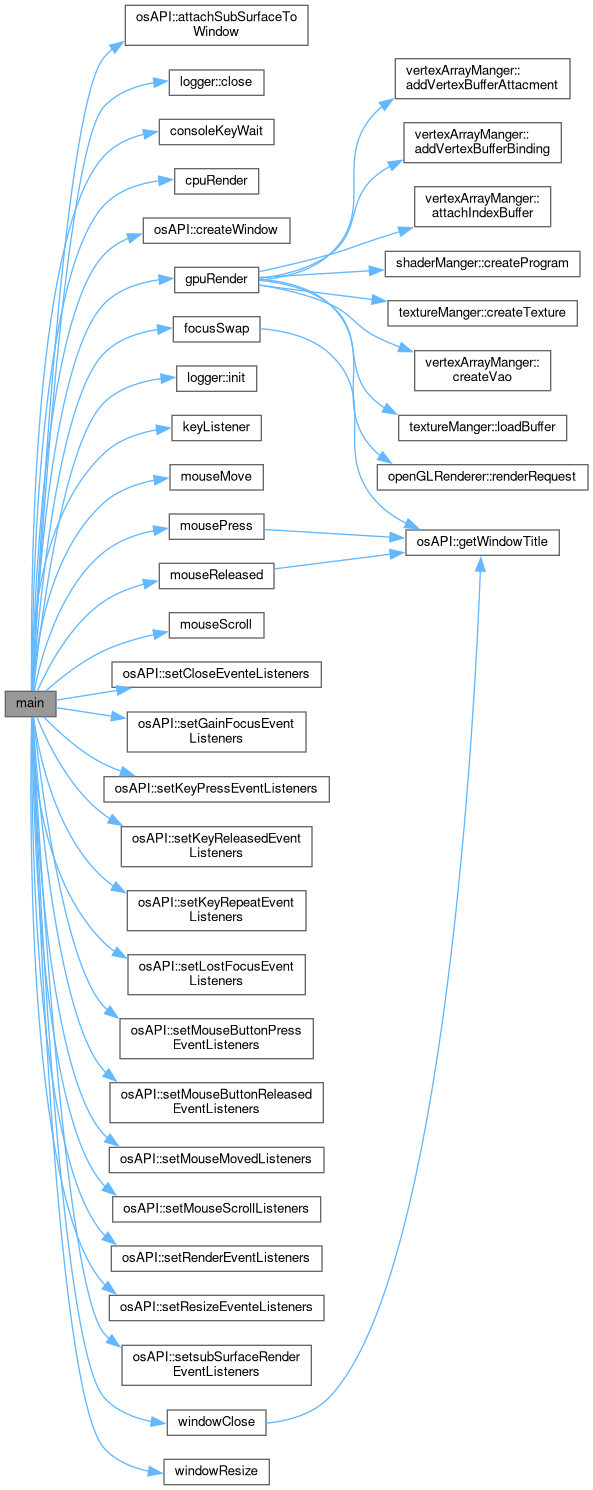 osAPI::attachSubSurfaceTo
Window
logger::close
consoleKeyWait
cpuRender
osAPI::createWindow
gpuRender
focusSwap
logger::init
keyListener
mouseMove
mousePress
mouseReleased
mouseScroll
osAPI::setCloseEventeListeners
main
osAPI::setGainFocusEvent
Listeners
osAPI::setKeyPressEventListeners
osAPI::setKeyReleasedEvent
Listeners
osAPI::setKeyRepeatEvent
Listeners
osAPI::setLostFocusEvent
Listeners
osAPI::setMouseButtonPress
EventListeners
osAPI::setMouseButtonReleased
EventListeners
osAPI::setMouseMovedListeners
osAPI::setMouseScrollListeners
osAPI::setRenderEventListeners
osAPI::setResizeEventeListeners
osAPI::setsubSurfaceRender
EventListeners
windowClose
windowResize
vertexArrayManger::
addVertexBufferAttacment
vertexArrayManger::
addVertexBufferBinding
vertexArrayManger::
attachIndexBuffer
shaderManger::createProgram
textureManger::createTexture
vertexArrayManger::
createVao
textureManger::loadBuffer
openGLRenderer::renderRequest
osAPI::getWindowTitle